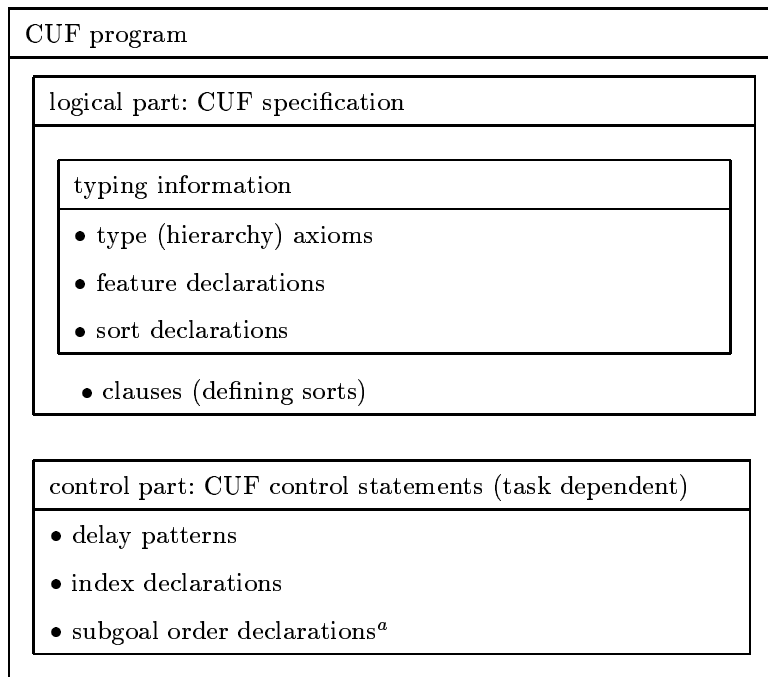 CUF program
logical part: CUF specification
typing information
• type (hierarchy) axioms
• feature declarations
• sort declarations
• clauses (defining sorts)
control part: CUF control statements (task dependent)
• delay patterns
• index declarations
• subgoal order declarationsᵃ